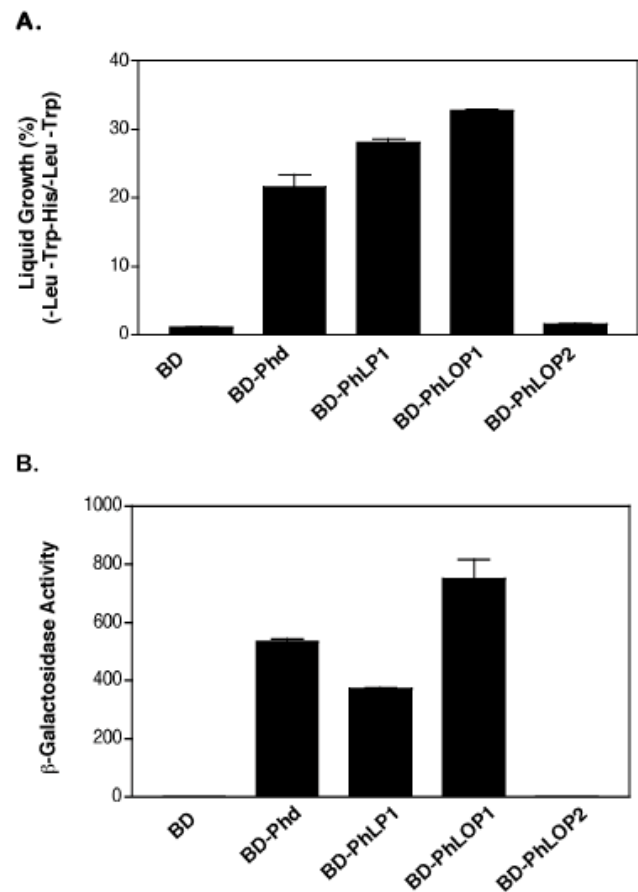 A.
Liquid Growth (%)
(-Leu -Trp-His/-Leu -Trp)
40
30
20
10
0
BD
BD-Phd
BD-PhLP1
BD-PhLOP1
BD-PhLOP2
B.
β-Galactosidase Activity
1000
800
600
400
200
0
BD
BD-Phd
BD-PhLP1
BD-PhLOP1
BD-PhLOP2